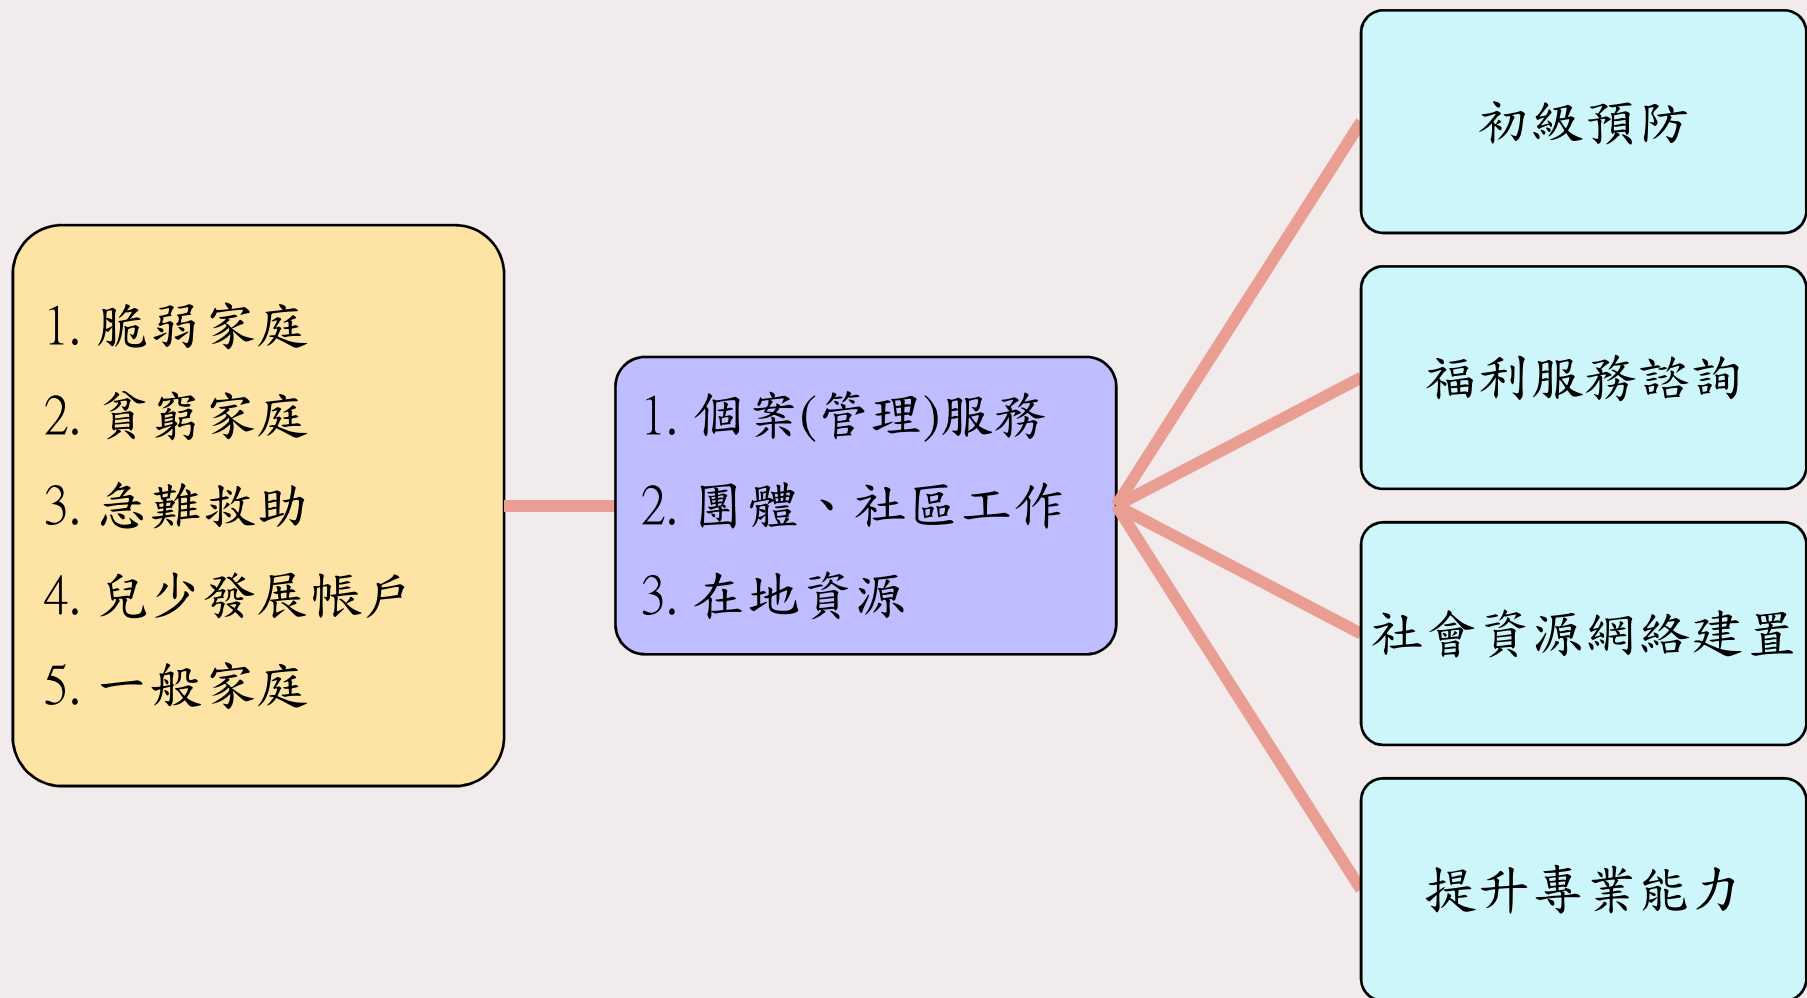 1. 脆弱家庭
2. 貧窮家庭
3. 急難救助
4. 兒少發展帳戶
5. 一般家庭
1. 個案(管理)服務
2. 團體、社區工作
3. 在地資源
初級預防
福利服務諮詢
社會資源網絡建置
提升專業能力